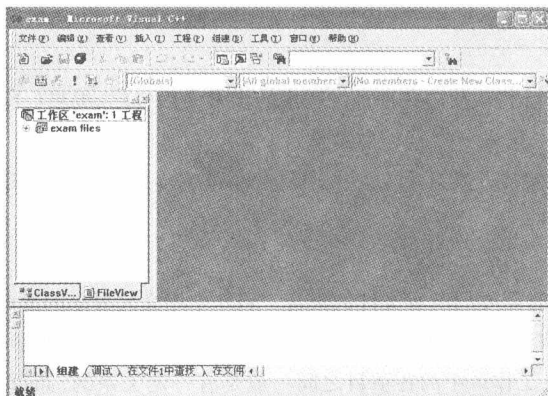 exam - Microsoft Visual C++
文件(F) 编辑(E) 查看(V) 插入(I) 工程(P) 组建(B) 工具(T) 窗口(W) 帮助(H)
(Globals) (All global members (No members - Create New Class...
工作区 'exam': 1 工程
exam files
ClassV... FileView
组建 调试 在文件1中查找 在文件
就绪